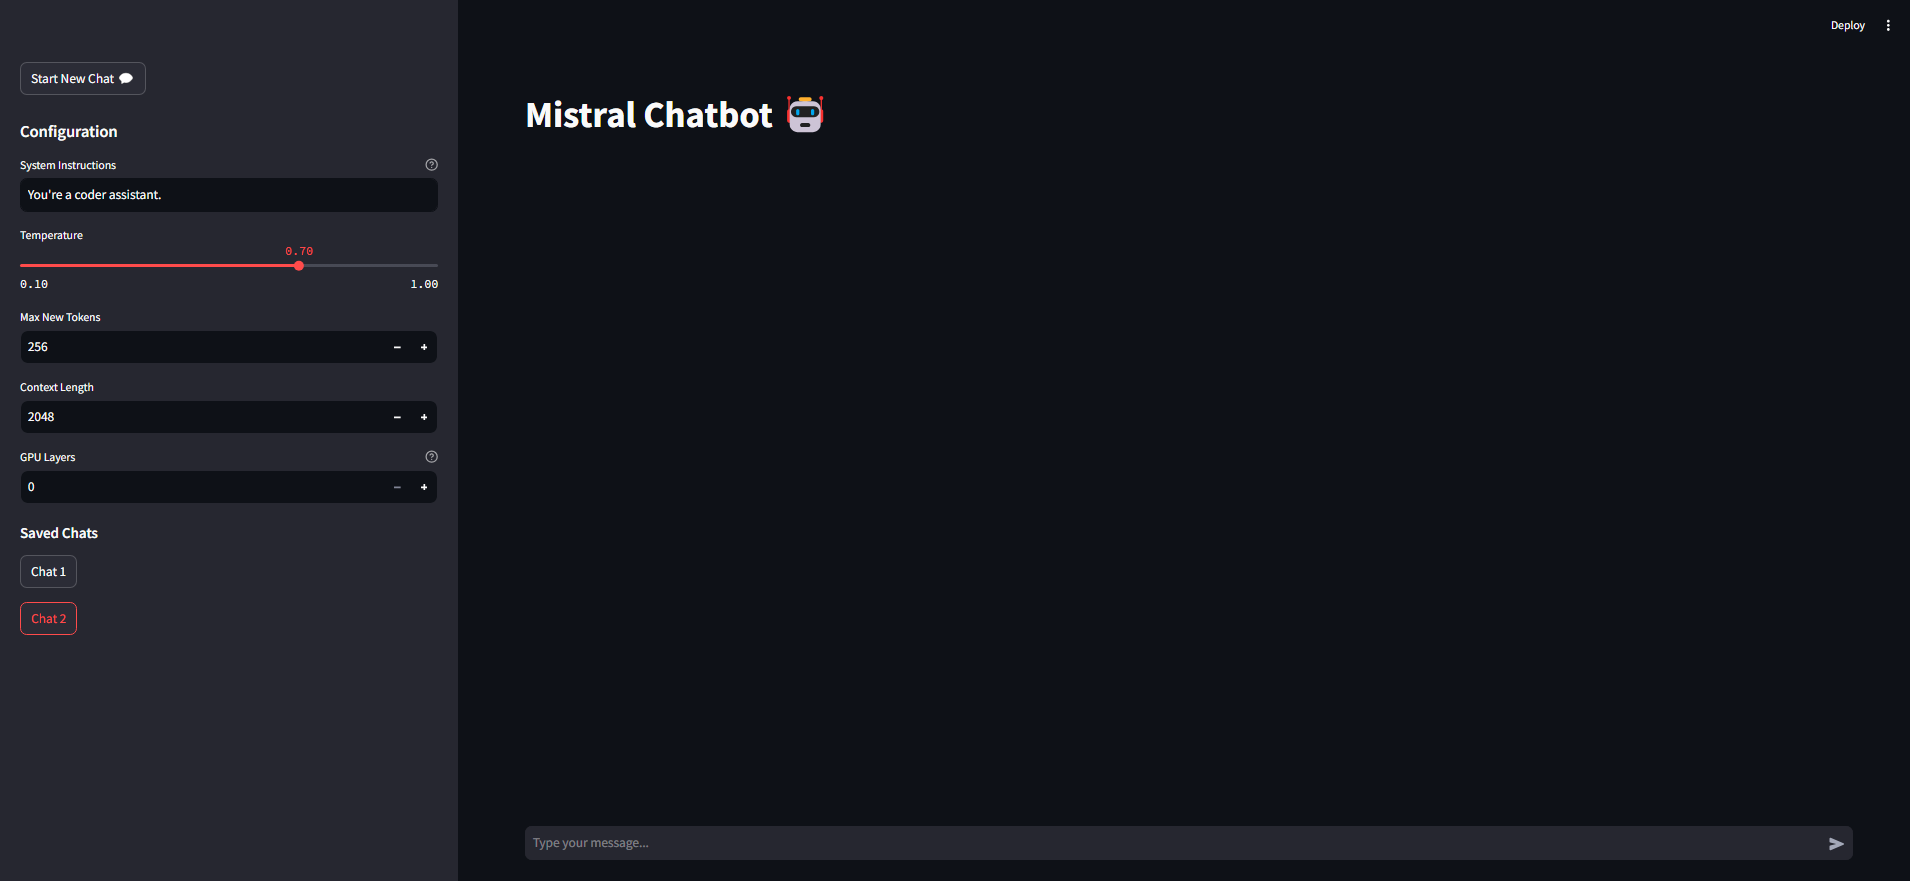 Deploy
Start New Chat 💬
Configuration
System Instructions
You're a coder assistant.
Temperature
0.70
0.10 1.00
Max New Tokens
256
Context Length
2048
GPU Layers
0
Saved Chats
Chat 1
Chat 2
Mistral Chatbot 🤖
Type your message...